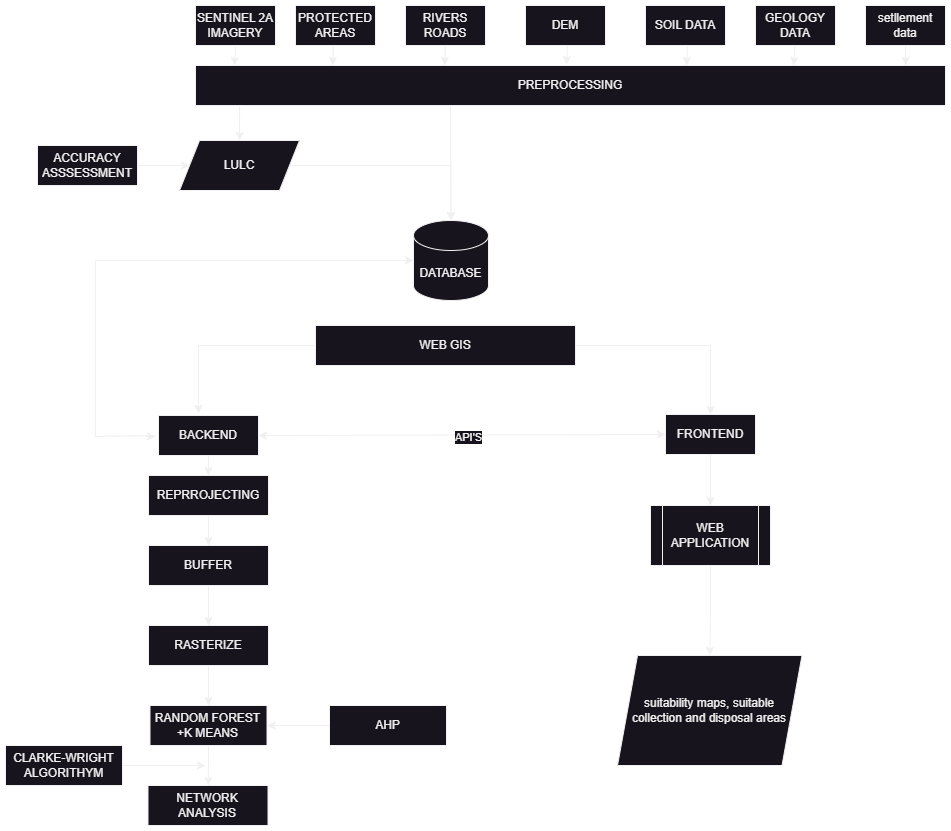 SENTINEL 2A
IMAGERY
PROTECTED
AREAS
RIVERS
ROADS
DEM
SOIL DATA
GEOLOGY
DATA
setllement
data
PREPROCESSING
ACCURACY
ASSSESSMENT
LULC
DATABASE
WEB GIS
BACKEND
API'S
FRONTEND
REPRROJECTING
WEB
APPLICATION
BUFFER
RASTERIZE
suitability maps, suitable
collection and disposal areas
RANDOM FOREST
+K MEANS
AHP
CLARKE-WRIGHT
ALGORITHYM
NETWORK
ANALYSIS